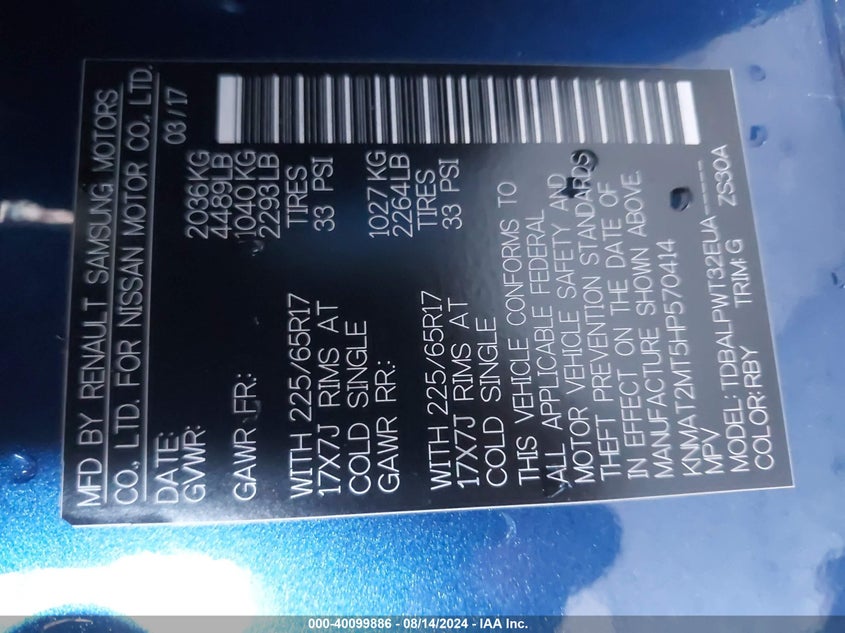 MFD BY RENAULT SAMSUNG MOTORS
CO., LTD. FOR NISSAN MOTOR CO., LTD.
DATE: 03/17
GVWR: 2036KG
4489LB
GAWR FR: 1040KG
2293LB
WITH 225/65R17 TIRES
17X7J RIMS AT 33 PSI
COLD SINGLE
GAWR RR: 1027KG
2264LB
WITH 225/65R17 TIRES
17X7J RIMS AT 33 PSI
COLD SINGLE
THIS VEHICLE CONFORMS TO
ALL APPLICABLE FEDERAL
MOTOR VEHICLE SAFETY AND
THEFT PREVENTION STANDARDS
IN EFFECT ON THE DATE OF
MANUFACTURE SHOWN ABOVE.
KNMAT2MT5HP570414
MPV
MODEL: TDBALPWT32EUA-----
COLOR: RBY TRIM: G ZS30A
000-40099886 - 08/14/2024 - IAA Inc.